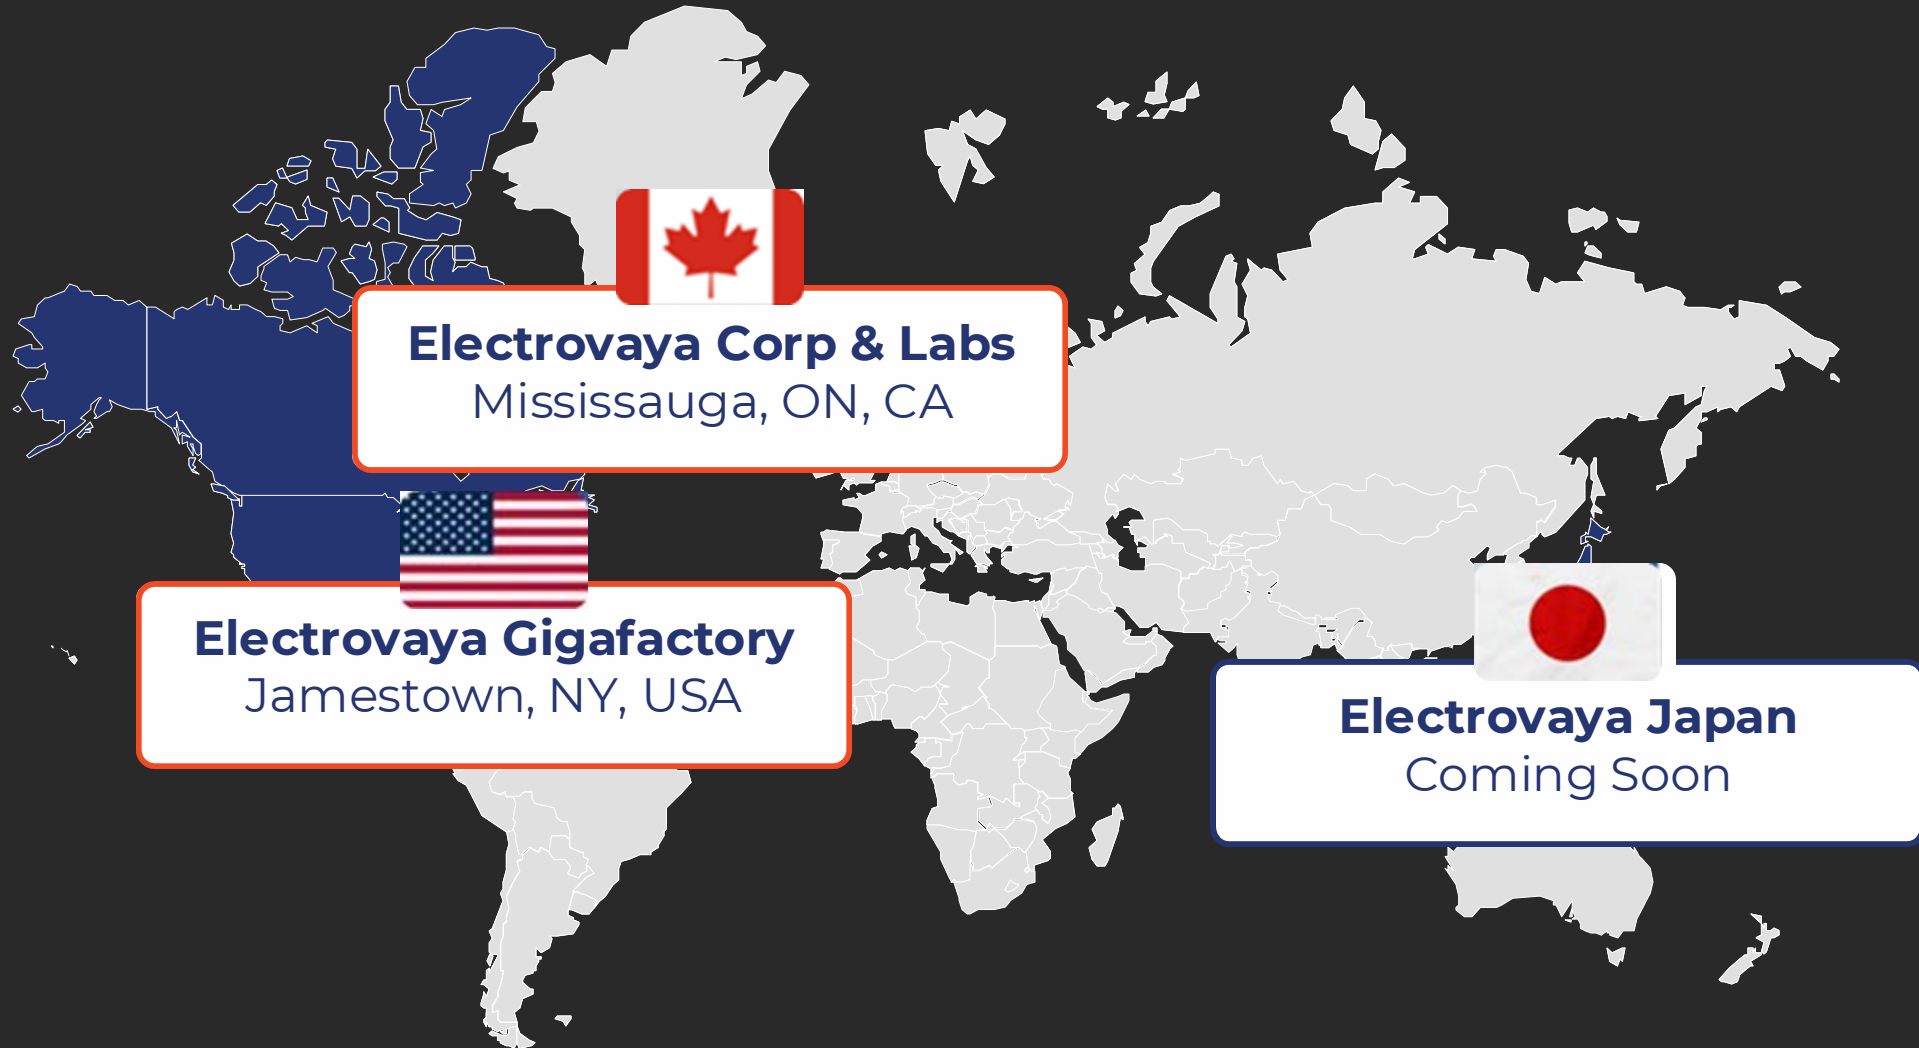 Electrovaya Corp & Labs
Mississauga, ON, CA
Electrovaya Gigafactory
Jamestown, NY, USA
Electrovaya Japan
Coming Soon